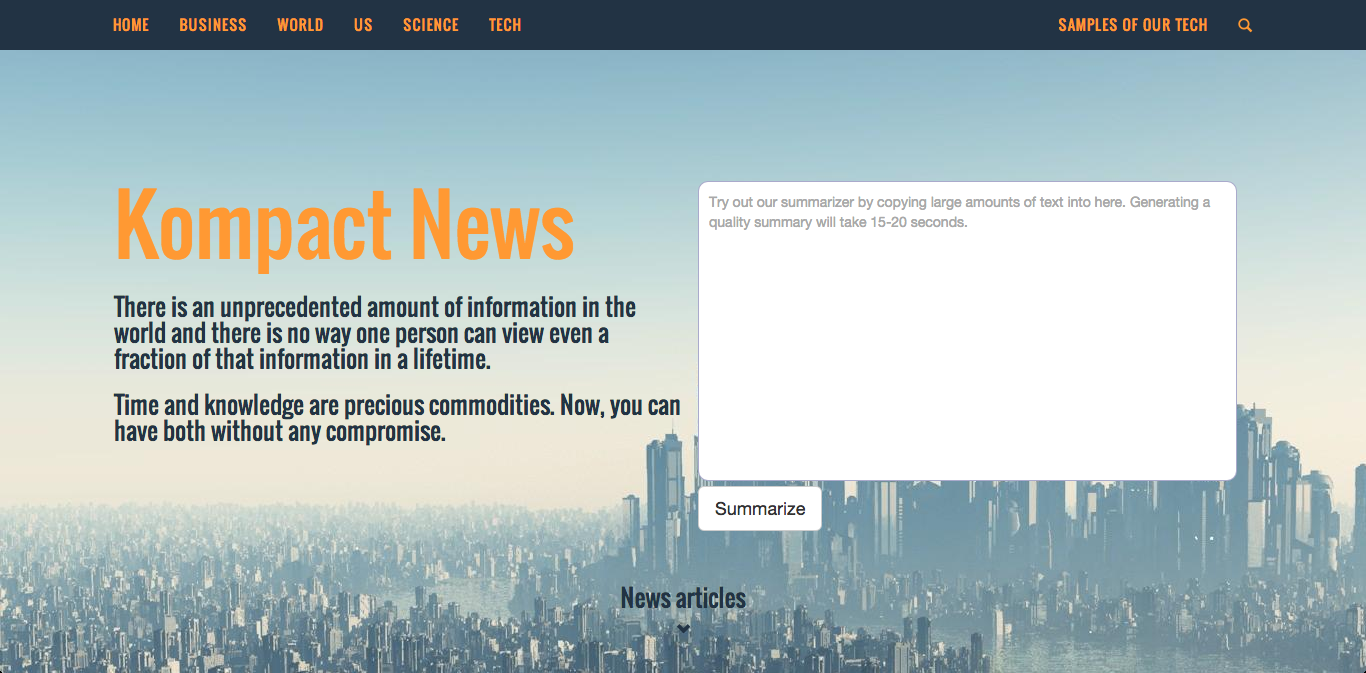 HOME BUSINESS WORLD US SCIENCE TECH SAMPLES OF OUR TECH
Kompact News
There is an unprecedented amount of information in the
world and there is no way one person can view even a
fraction of that information in a lifetime.
Time and knowledge are precious commodities. Now, you can
have both without any compromise.
Try out our summarizer by copying large amounts of text into here. Generating a
quality summary will take 15-20 seconds.
Summarize
News articles